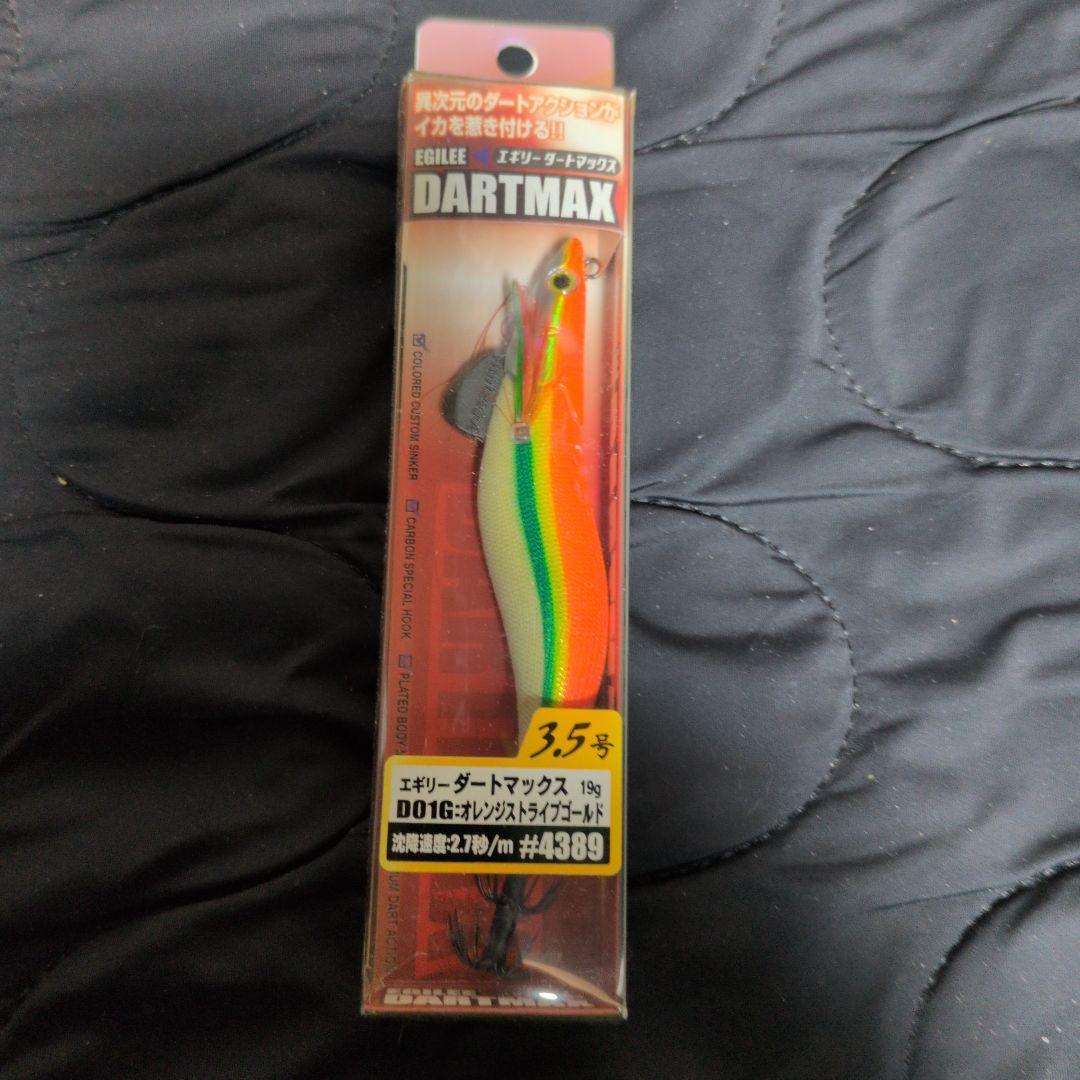 異次元のダートアクションが
イカを惹き付ける!!
EGILEE エギリー ダートマックス
DARTMAX
COLORED CUSTOM SINKER
CARBON SPECIAL HOOK
PLATED BODY
3.5号
エギリー ダートマックス 19g
D01G:オレンジストライプゴールド
沈降速度:2.7秒/m #4389
DART ACTION
EGILEE
DARTMAX